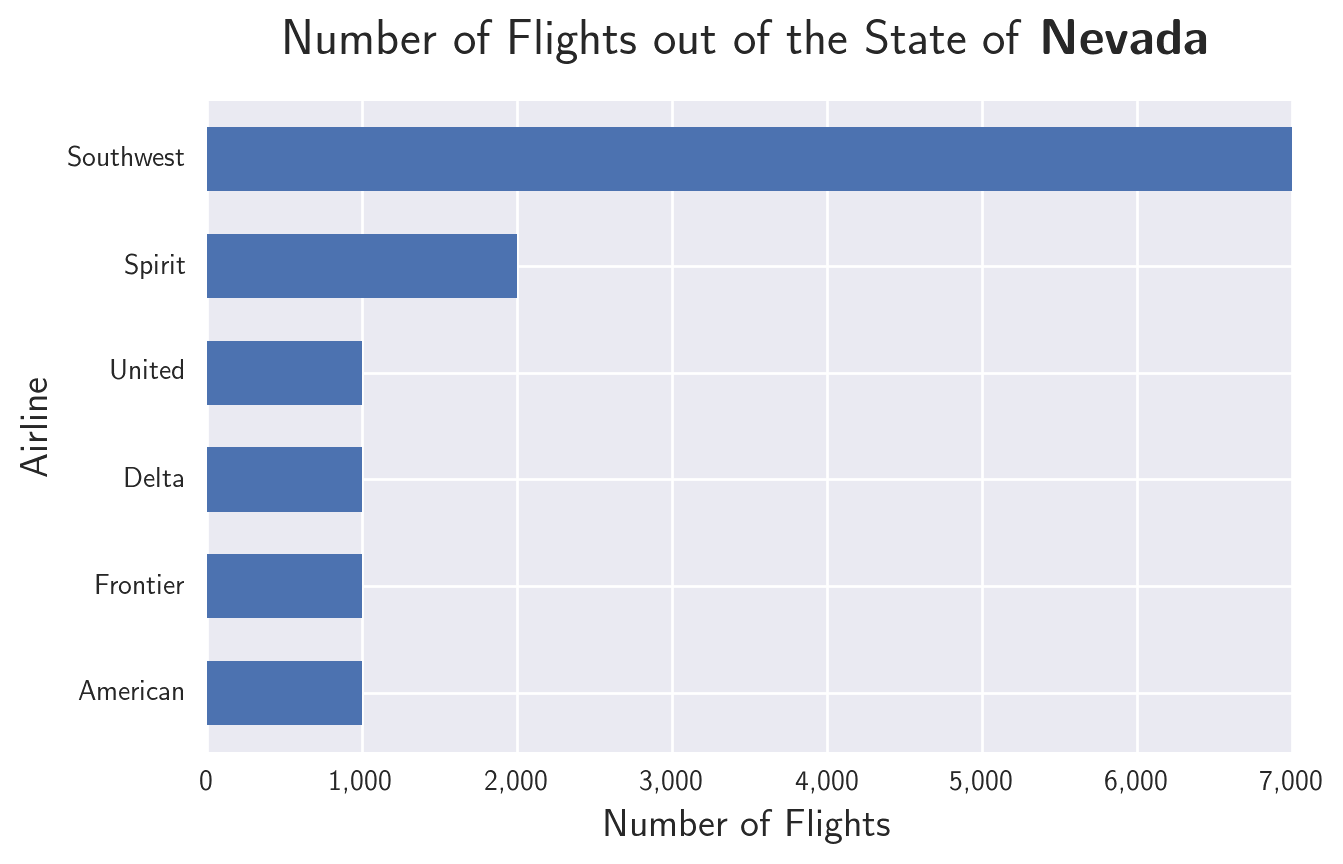 Number of Flights out of the State of Nevada
Southwest
Spirit
United
Delta
Frontier
American
Airline
0 1,000 2,000 3,000 4,000 5,000 6,000 7,000
Number of Flights